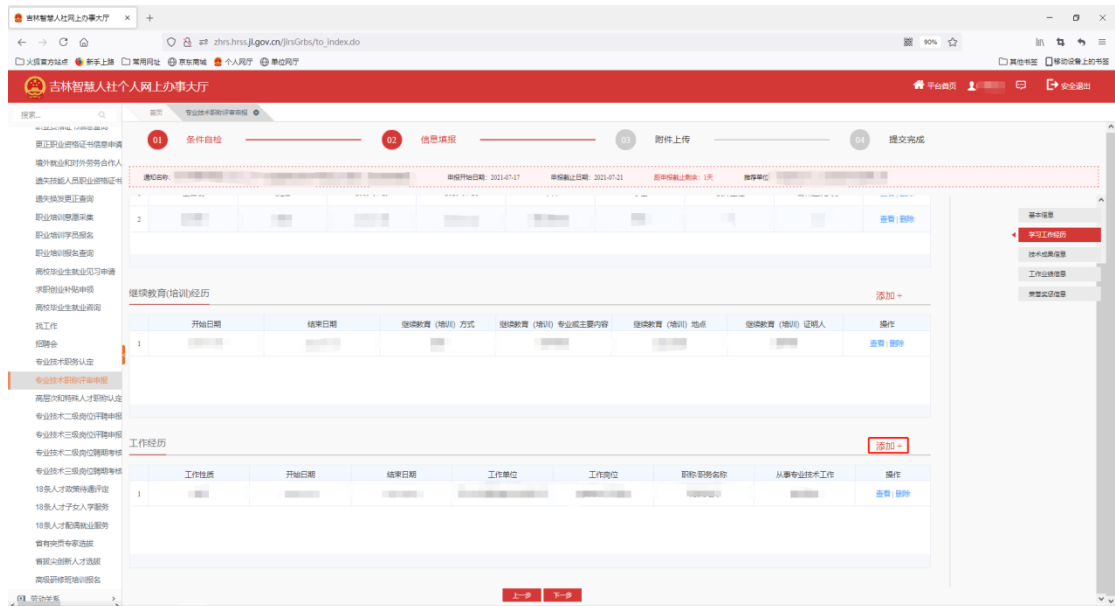 吉林智慧人社网上办事大厅
zhrs.hrss.jl.gov.cn/jlrsGrbs/to_index.do
90%
火狐官方站点 新手上路 常用网址 京东商城 个人网厅 单位网厅
其他书签 移动设备上的书签
吉林智慧人社个人网上办事大厅
平台首页
安全退出
搜索...
首页 专业技术职称评审申报
01 条件自检 02 信息填报 03 附件上传 04 提交完成
通知名称: 申报开始日期: 2021-07-17 申报截止日期: 2021-07-21 距申报截止剩余: 1天 推荐单位
更正职业资格证书信息申请
境外就业和对外劳务合作人
遗失技能人员职业资格证书
遗失换发更正查询
职业培训意愿采集
职业培训学员报名
职业培训报名查询
高校毕业生就业见习申请
求职创业补贴申领
高校毕业生就业咨询
找工作
招聘会
专业技术职务认定
专业技术职称评审申报
高层次和特殊人才职称认定
专业技术二级岗位评聘申报
专业技术三级岗位评聘申报
专业技术二级岗位聘期考核
专业技术三级岗位聘期考核
18条人才政策待遇评定
18条人才子女入学服务
18条人才配偶就业服务
省有突贡专家选拔
省拔尖创新人才选拔
高级研修班培训报名
劳动关系
2 查看 | 删除
继续教育(培训)经历 添加 +
开始日期 结束日期 继续教育（培训）方式 继续教育（培训）专业或主要内容 继续教育（培训）地点 继续教育（培训）证明人 操作
1 查看 | 删除
工作经历 添加 +
工作性质 开始日期 结束日期 工作单位 工作岗位 职称/职务名称 从事专业技术工作 操作
1 查看 | 删除
上一步 下一步
基本信息
学习工作经历
技术成果信息
工作业绩信息
荣誉奖惩信息